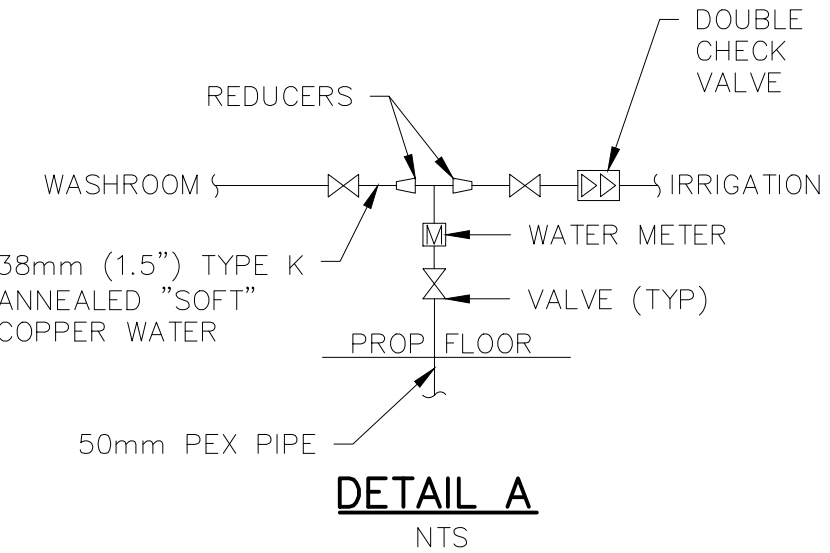 DOUBLE
CHECK
VALVE
REDUCERS
WASHROOM
IRRIGATION
M
WATER METER
38mm (1.5") TYPE K
ANNEALED "SOFT"
COPPER WATER
VALVE (TYP)
PROP FLOOR
50mm PEX PIPE
DETAIL A
NTS